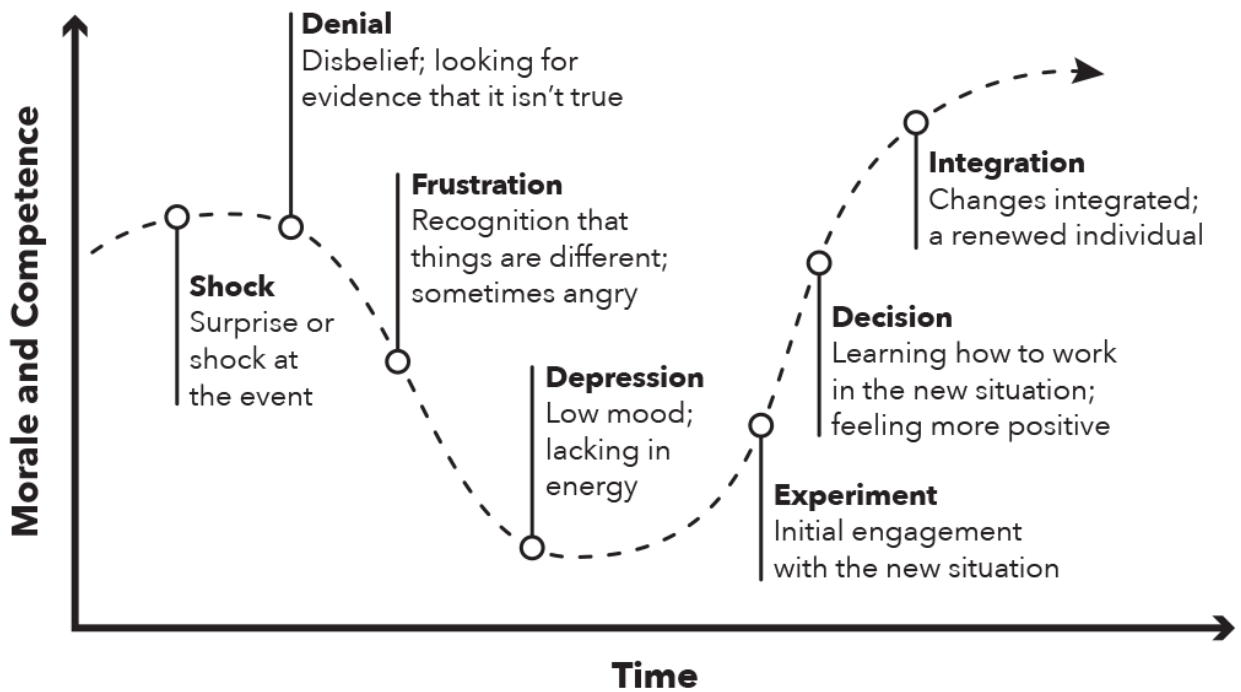 Morale and Competence
Denial
Disbelief; looking for
evidence that it isn’t true
Shock
Surprise or
shock at
the event
Frustration
Recognition that
things are different;
sometimes angry
Depression
Low mood;
lacking in
energy
Experiment
Initial engagement
with the new situation
Decision
Learning how to work
in the new situation;
feeling more positive
Integration
Changes integrated;
a renewed individual
Time